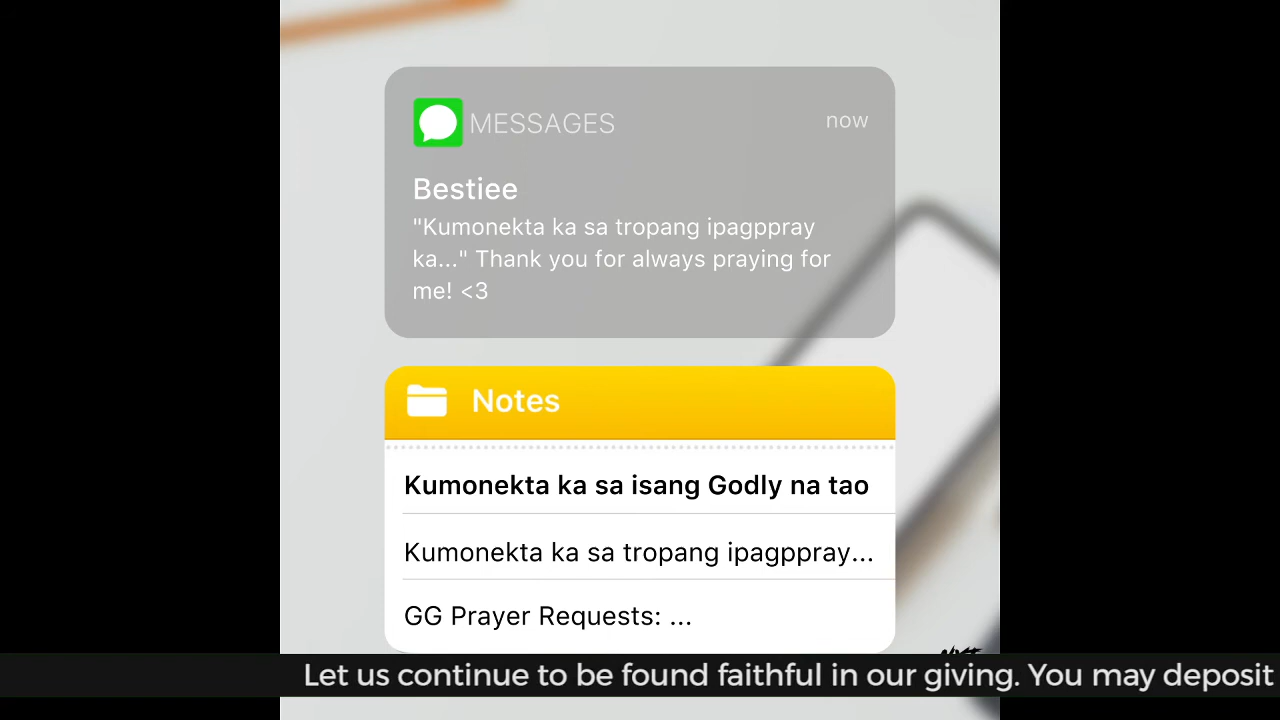 MESSAGES
now
Bestiee
"Kumonekta ka sa tropang ipagppray
ka..." Thank you for always praying for
me! <3
Notes
Kumonekta ka sa isang Godly na tao
Kumonekta ka sa tropang ipagppray...
GG Prayer Requests: ...
Let us continue to be found faithful in our giving. You may deposit